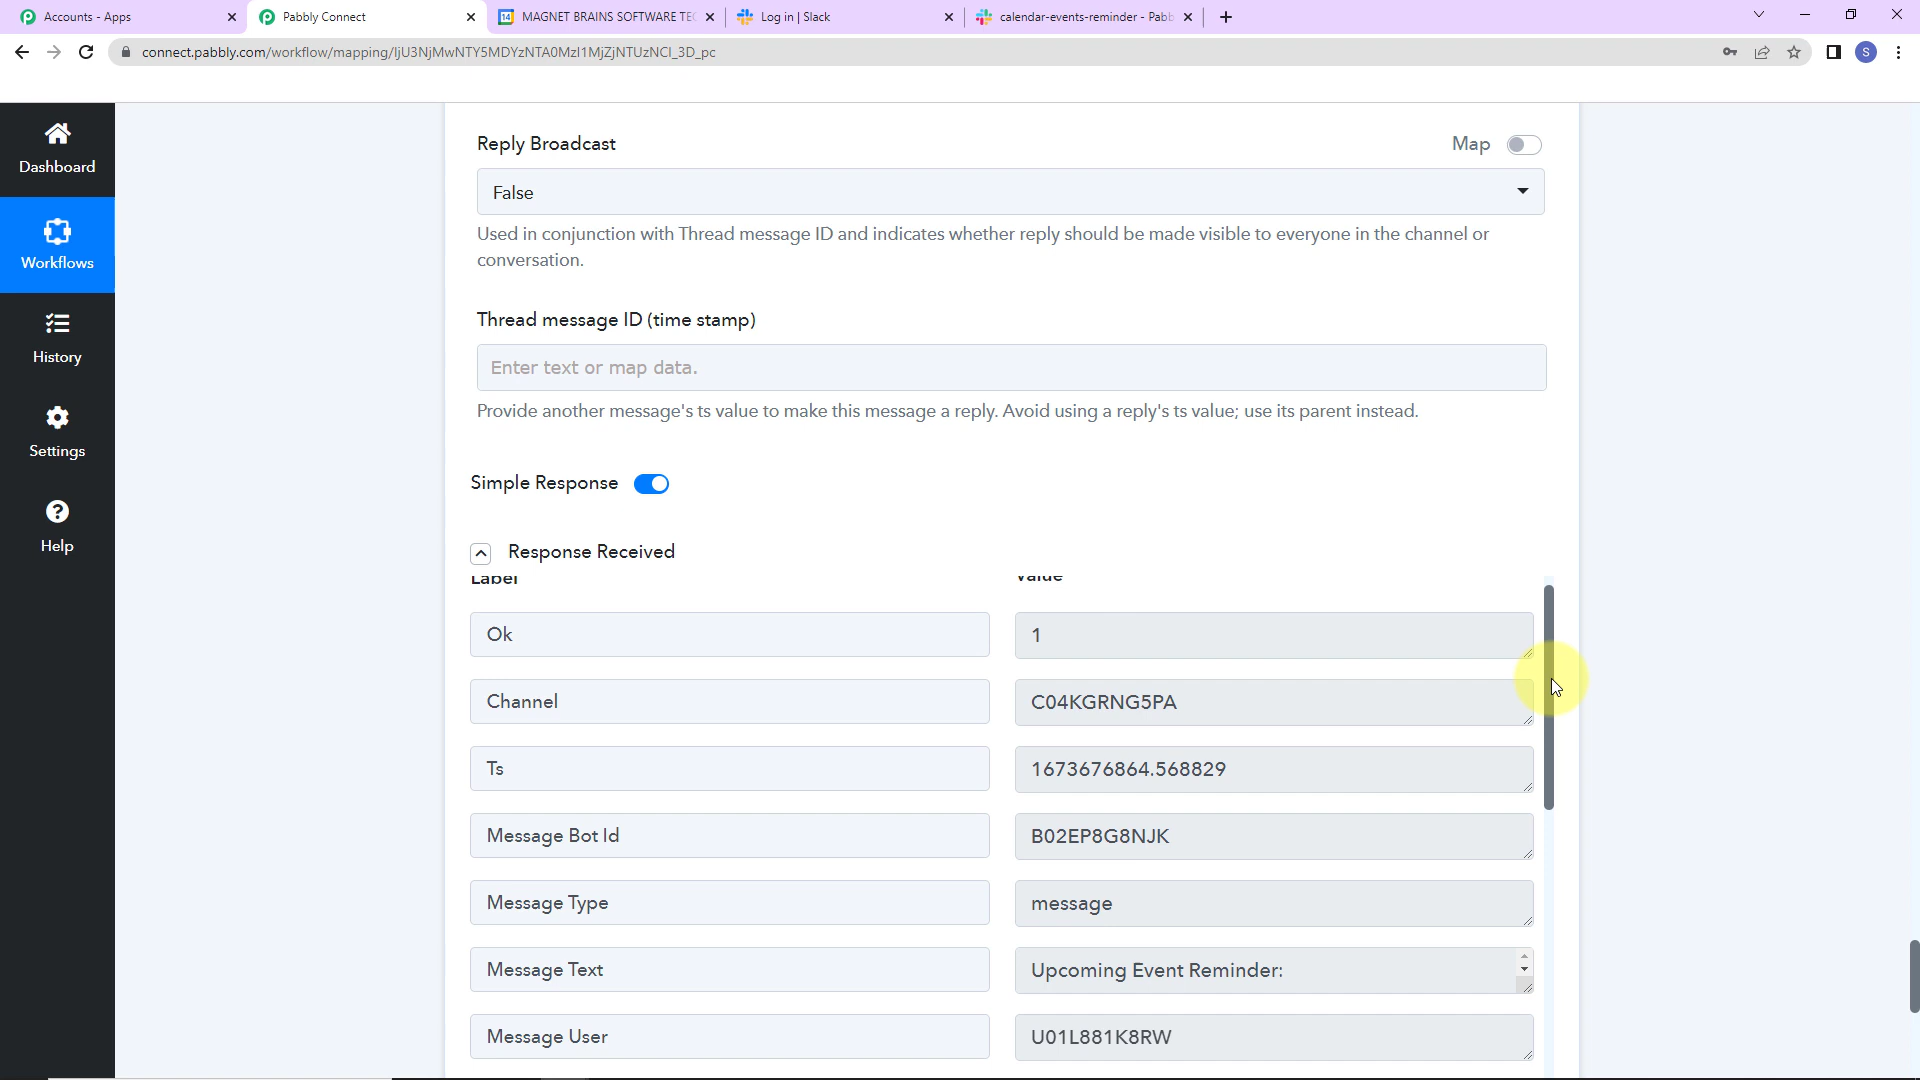 Accounts - Apps
Pabbly Connect
MAGNET BRAINS SOFTWARE TEC
Log in | Slack
calendar-events-reminder - Pabb
connect.pabbly.com/workflow/mapping/IjU3NjMwNTY5MDYzNTA0MzI1MjZjNTUzNCI_3D_pc
S
Dashboard
Workflows
History
Settings
Help
Reply Broadcast
Map
False
Used in conjunction with Thread message ID and indicates whether reply should be made visible to everyone in the channel or
conversation.
Thread message ID (time stamp)
Enter text or map data.
Provide another message's ts value to make this message a reply. Avoid using a reply's ts value; use its parent instead.
Simple Response
Response Received
Label Value
Ok 1
Channel C04KGRNG5PA
Ts 1673676864.568829
Message Bot Id B02EP8G8NJK
Message Type message
Message Text Upcoming Event Reminder:
Message User U01L881K8RW